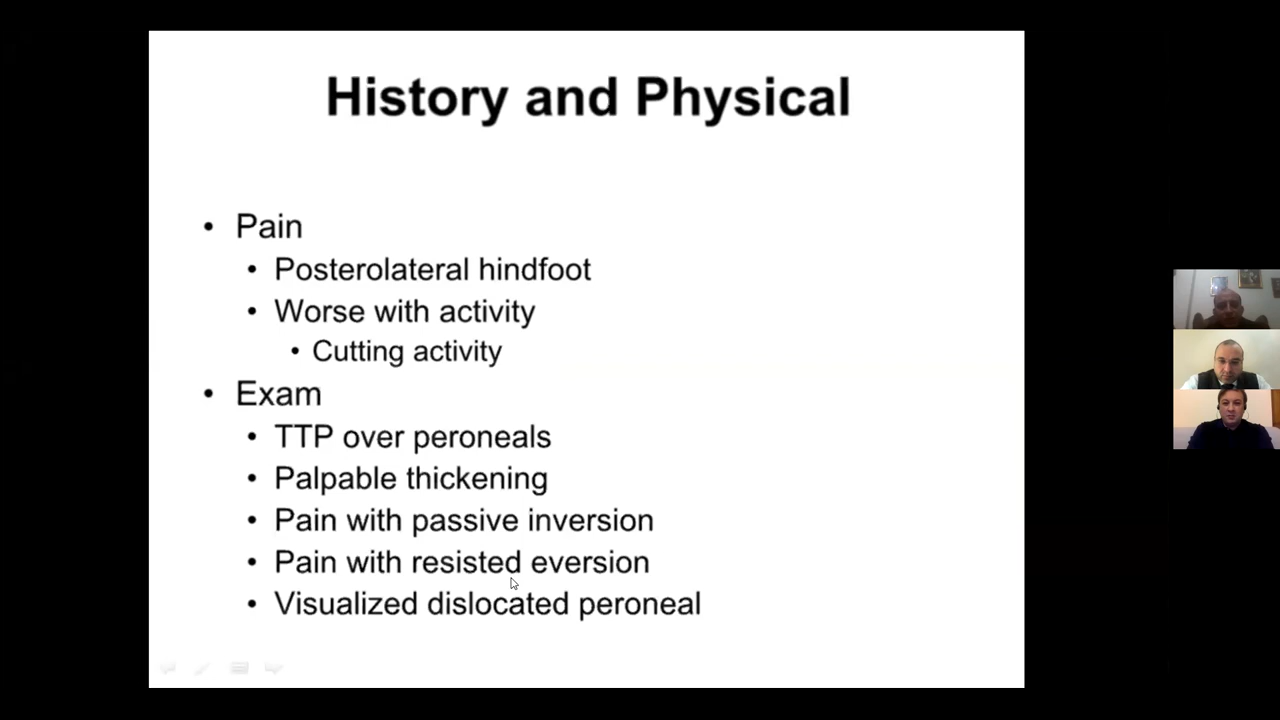 History and Physical
• Pain
• Posterolateral hindfoot
• Worse with activity
• Cutting activity
• Exam
• TTP over peroneals
• Palpable thickening
• Pain with passive inversion
• Pain with resisted eversion
• Visualized dislocated peroneal